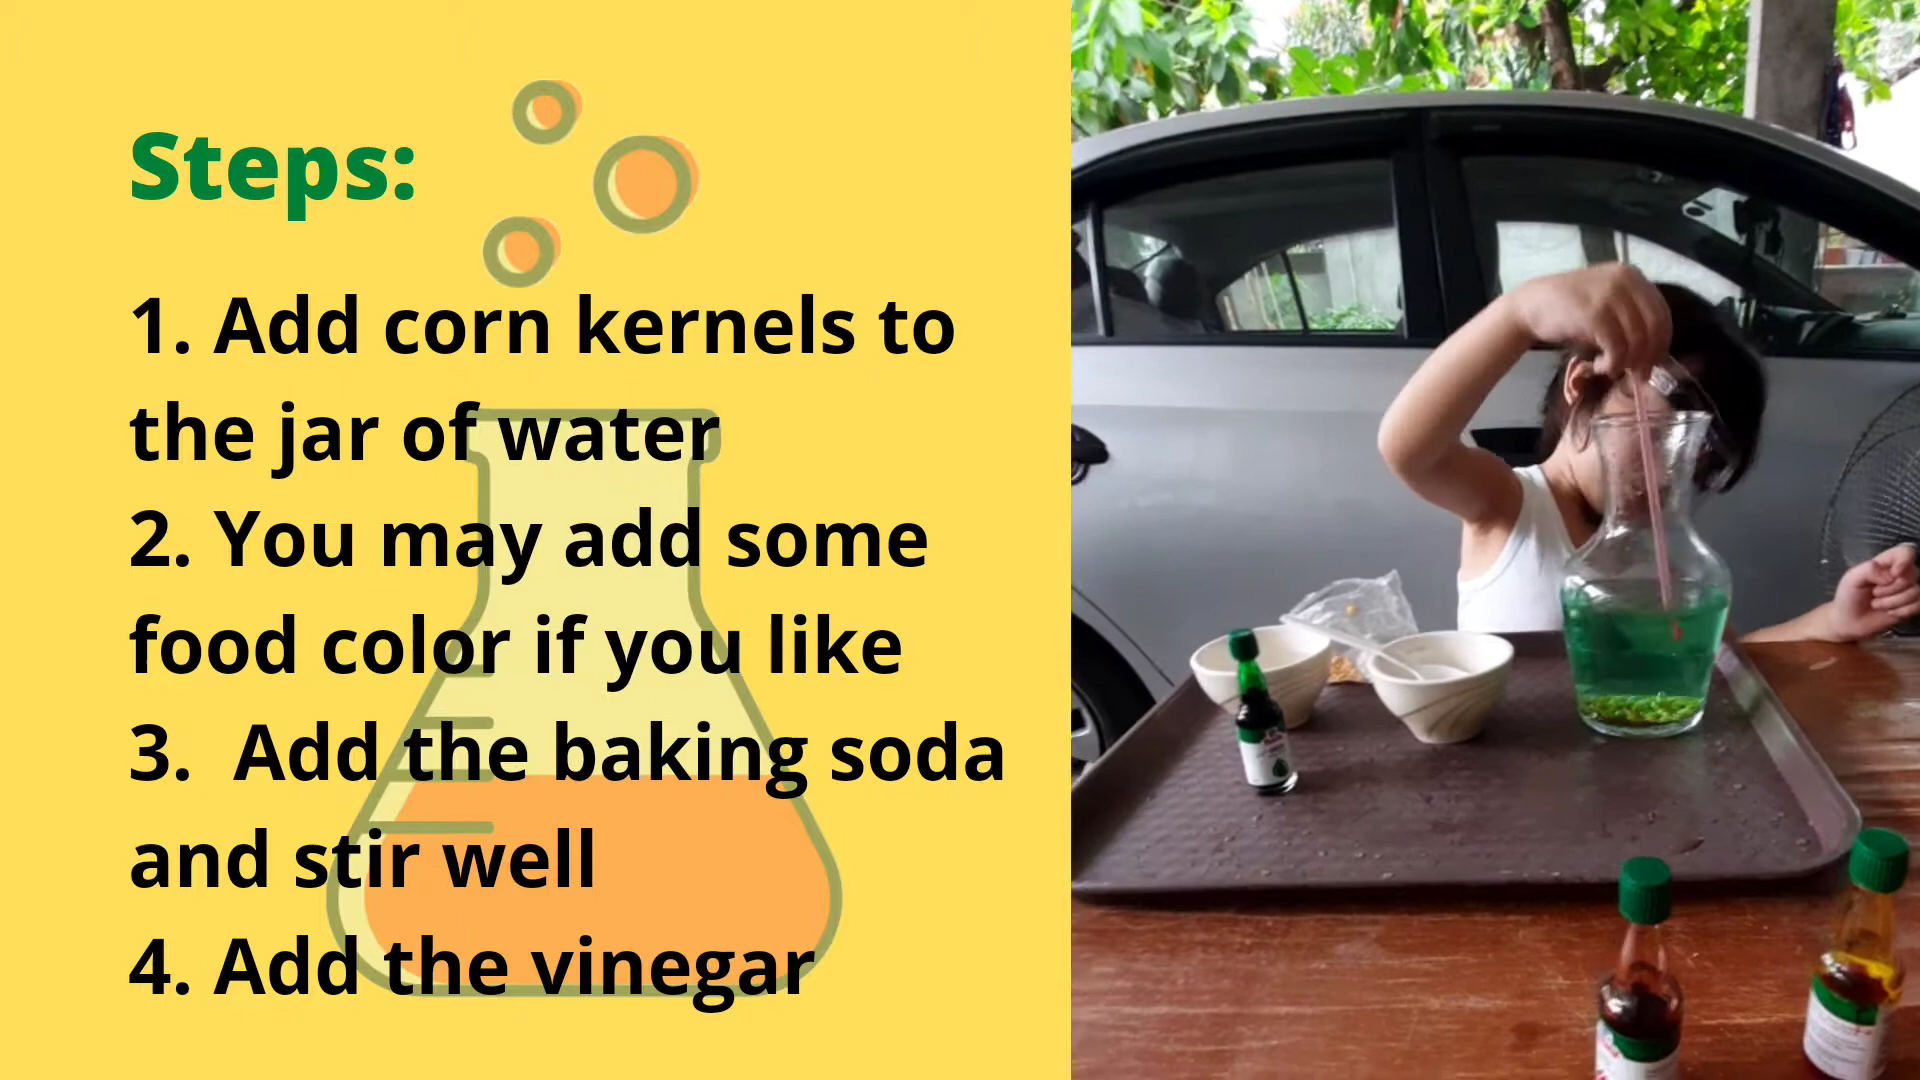 Steps:
1. Add corn kernels to
the jar of water
2. You may add some
food color if you like
3.  Add the baking soda
and stir well
4. Add the vinegar